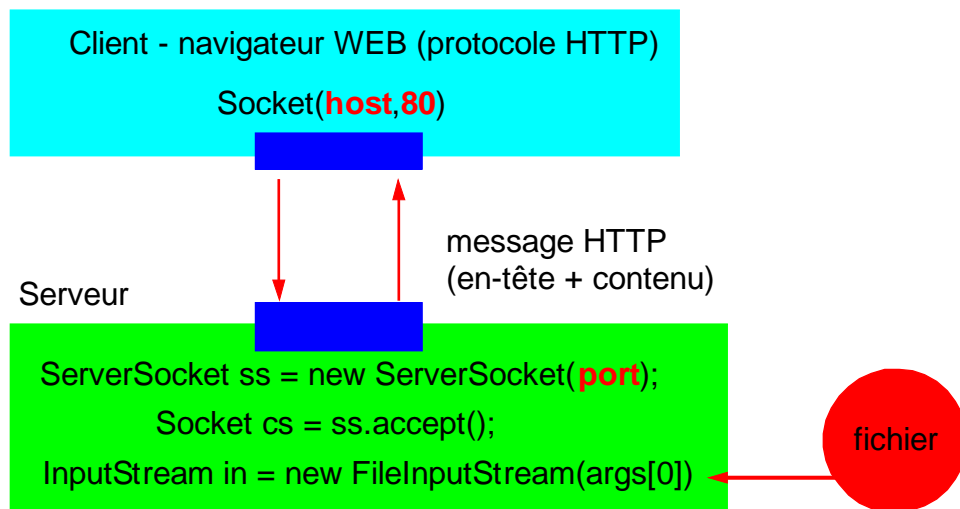 Client - navigateur WEB (protocole HTTP)
Socket(host,80)
message HTTP
(en-tête + contenu)
Serveur
ServerSocket ss = new ServerSocket(port);
Socket cs = ss.accept();
InputStream in = new FileInputStream(args[0])
fichier